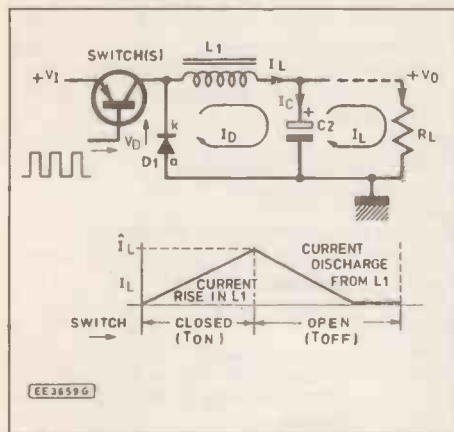 SWITCH(S)
L1
IL
+VI
+VO
IC
+
k
VD
D1
a
ID
C2
IL
RL
ÎL
IL
CURRENT
RISE IN L1
CURRENT
DISCHARGE
FROM L1
SWITCH
CLOSED
(TON)
OPEN
(TOFF)
EE3659G